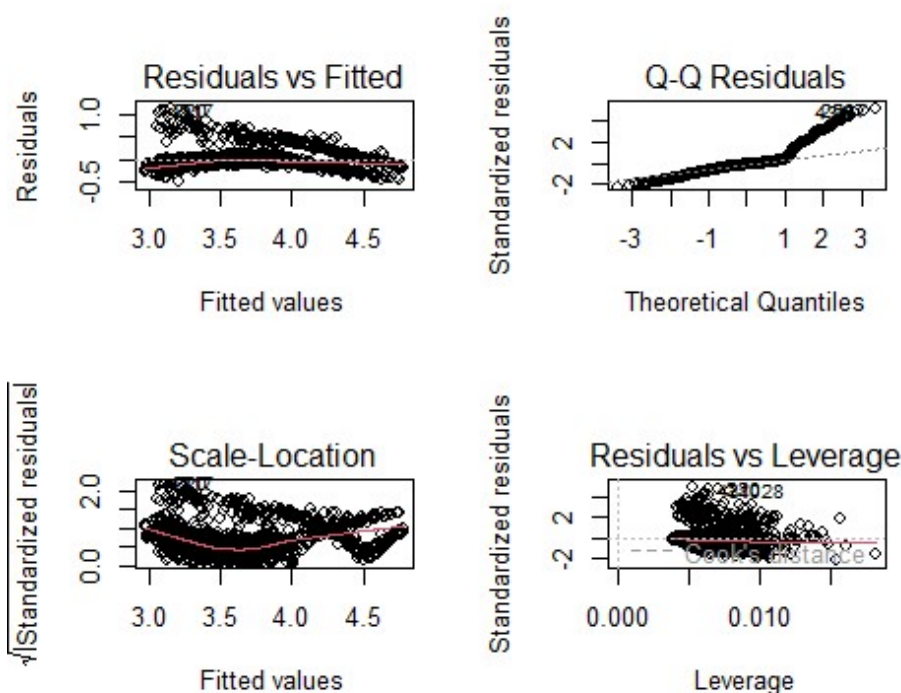 Residuals vs Fitted
Residuals
1.0
-0.5
3.0 3.5 4.0 4.5
Fitted values
Q-Q Residuals
Standardized residuals
2
-2
-3 -1 1 2 3
Theoretical Quantiles
Scale-Location
√|Standardized residuals|
2.0
0.0
3.0 3.5 4.0 4.5
Fitted values
Residuals vs Leverage
Standardized residuals
2
-2
Cook's distance
0.000 0.010
Leverage